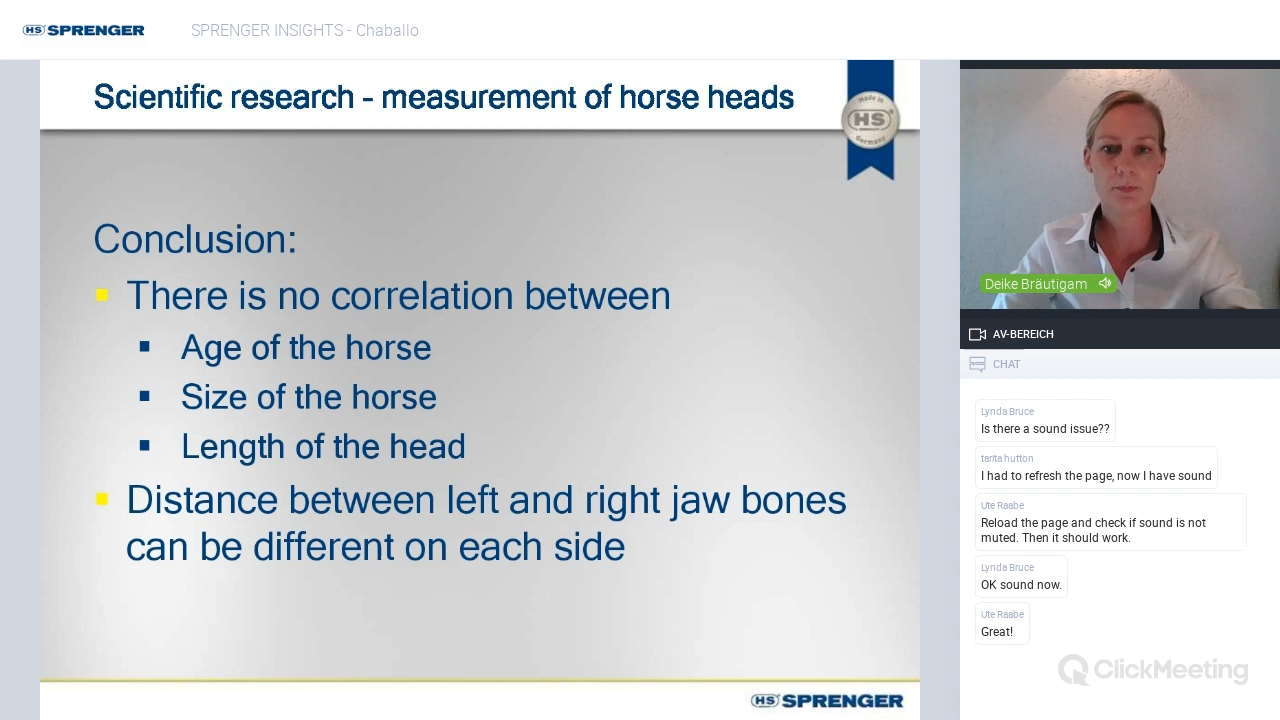 HS SPRENGER
SPRENGER INSIGHTS - Chaballo
Scientific research - measurement of horse heads
Made in
HS
Germany
Conclusion:
There is no correlation between
Age of the horse
Size of the horse
Length of the head
Distance between left and right jaw bones
can be different on each side
HS SPRENGER
Deike Bräutigam
AV-BEREICH
CHAT
Lynda Bruce
Is there a sound issue??
tarita hutton
I had to refresh the page, now I have sound
Ute Raabe
Reload the page and check if sound is not
muted. Then it should work.
Lynda Bruce
OK sound now.
Ute Raabe
Great!
ClickMeeting